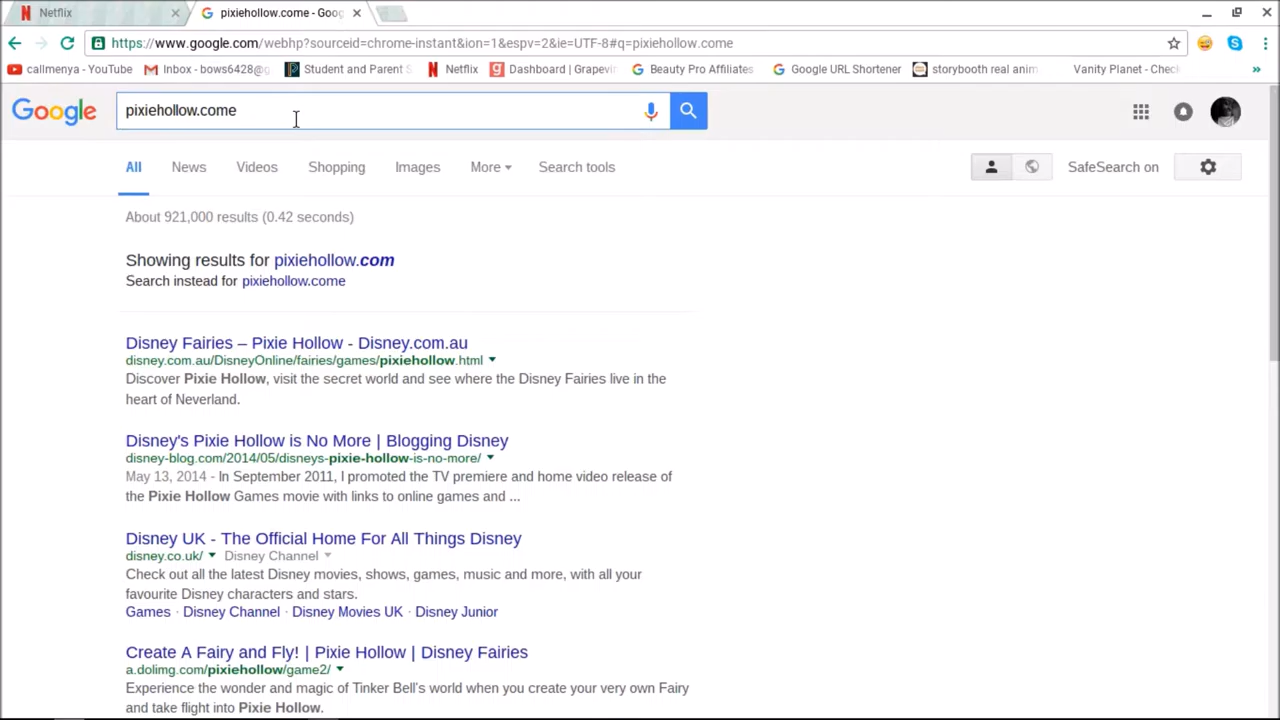 Netflix
pixiehollow.come - Goog
https://www.google.com/webhp?sourceid=chrome-instant&ion=1&espv=2&ie=UTF-8#q=pixiehollow.come
callmenya - YouTube
Inbox - bows6428@g
Student and Parent S
Netflix
Dashboard | Grapevin
Beauty Pro Affiliates
Google URL Shortener
storybooth real anim
Vanity Planet - Check
Google
pixiehollow.come
All
News
Videos
Shopping
Images
More
Search tools
SafeSearch on
About 921,000 results (0.42 seconds)
Showing results for pixiehollow.com
Search instead for pixiehollow.come
Disney Fairies – Pixie Hollow - Disney.com.au
disney.com.au/DisneyOnline/fairies/games/pixiehollow.html
Discover Pixie Hollow, visit the secret world and see where the Disney Fairies live in the
heart of Neverland.
Disney's Pixie Hollow is No More | Blogging Disney
disney-blog.com/2014/05/disneys-pixie-hollow-is-no-more/
May 13, 2014 - In September 2011, I promoted the TV premiere and home video release of
the Pixie Hollow Games movie with links to online games and ...
Disney UK - The Official Home For All Things Disney
disney.co.uk/ Disney Channel
Check out all the latest Disney movies, shows, games, music and more, with all your
favourite Disney characters and stars.
Games · Disney Channel · Disney Movies UK · Disney Junior
Create A Fairy and Fly! | Pixie Hollow | Disney Fairies
a.dolimg.com/pixiehollow/game2/
Experience the wonder and magic of Tinker Bell's world when you create your very own Fairy
and take flight into Pixie Hollow.